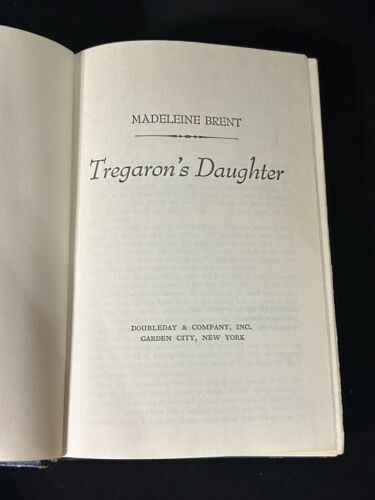 MADELEINE BRENT
Tregaron's Daughter
DOUBLEDAY & COMPANY, INC.
GARDEN CITY, NEW YORK